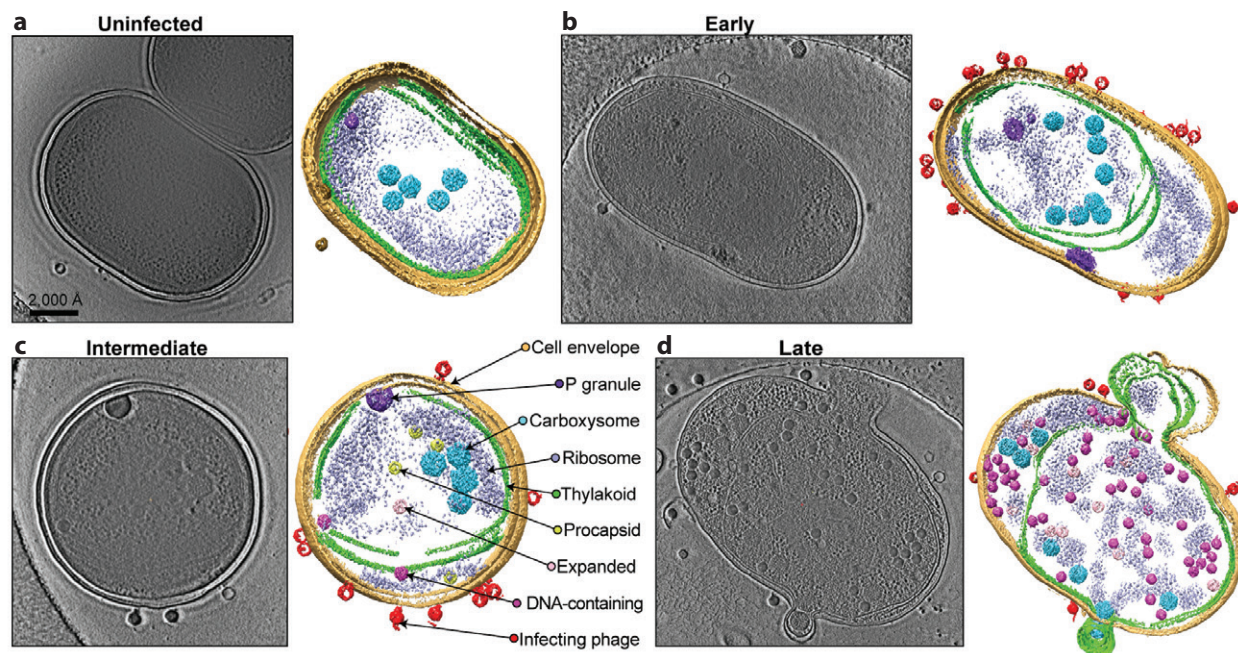 a Uninfected
b Early
2,000 Å
c Intermediate
Cell envelope
P granule
Carboxysome
Ribosome
Thylakoid
Procapsid
Expanded
DNA-containing
Infecting phage
d Late